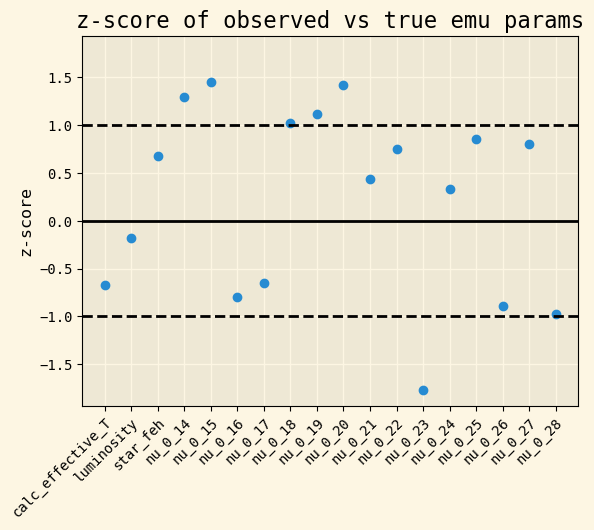 z-score of observed vs true emu params
z-score
1.5
1.0
0.5
0.0
−0.5
−1.0
−1.5
calc_effective_T
luminosity
star_feh
nu_0_14
nu_0_15
nu_0_16
nu_0_17
nu_0_18
nu_0_19
nu_0_20
nu_0_21
nu_0_22
nu_0_23
nu_0_24
nu_0_25
nu_0_26
nu_0_27
nu_0_28